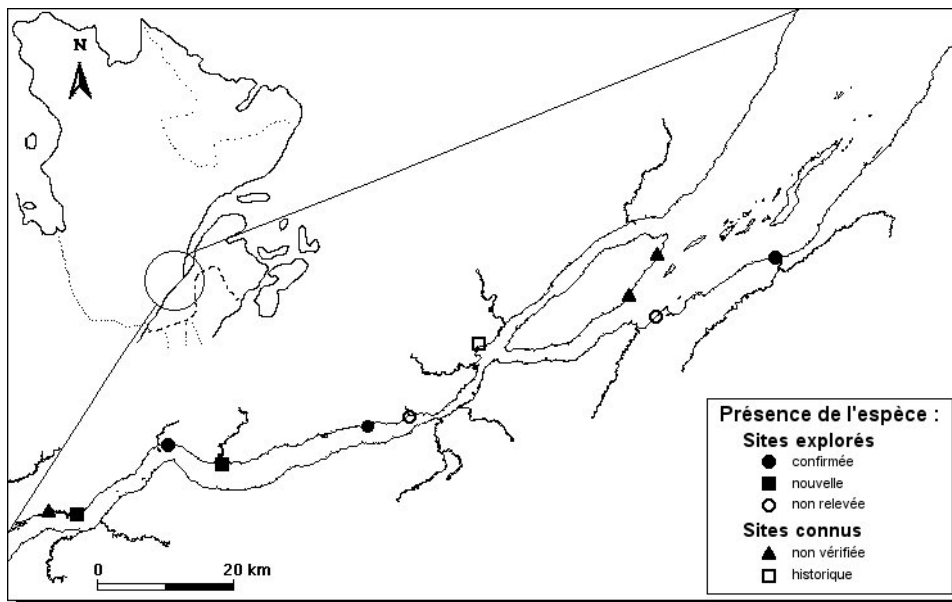 N
Présence de l'espèce :
Sites explorés
confirmée
nouvelle
non relevée
Sites connus
non vérifiée
historique
0 20 km